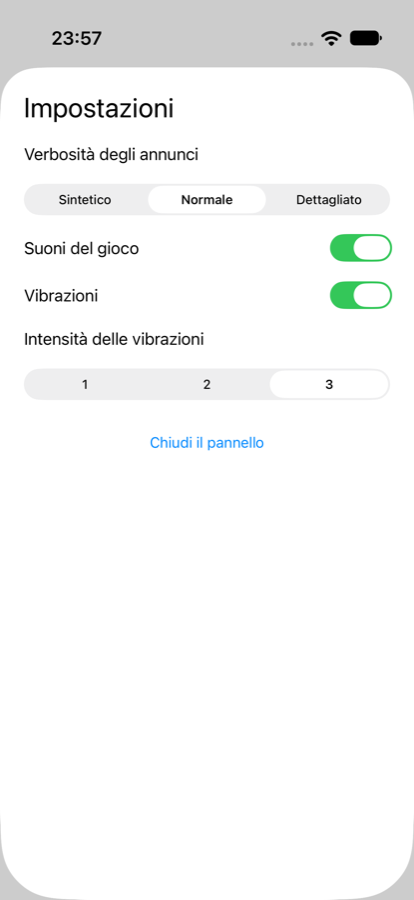 23:57
Impostazioni
Verbosità degli annunci
Sintetico Normale Dettagliato
Suoni del gioco
Vibrazioni
Intensità delle vibrazioni
1 2 3
Chiudi il pannello